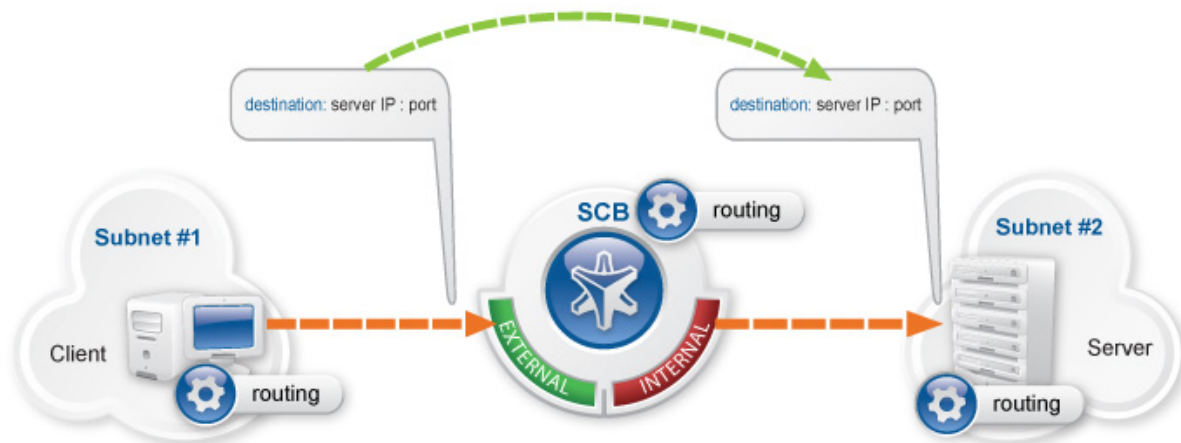 destination: server IP : port
destination: server IP : port
SCB
routing
Subnet #1
Subnet #2
Client
EXTERNAL
INTERNAL
Server
routing
routing